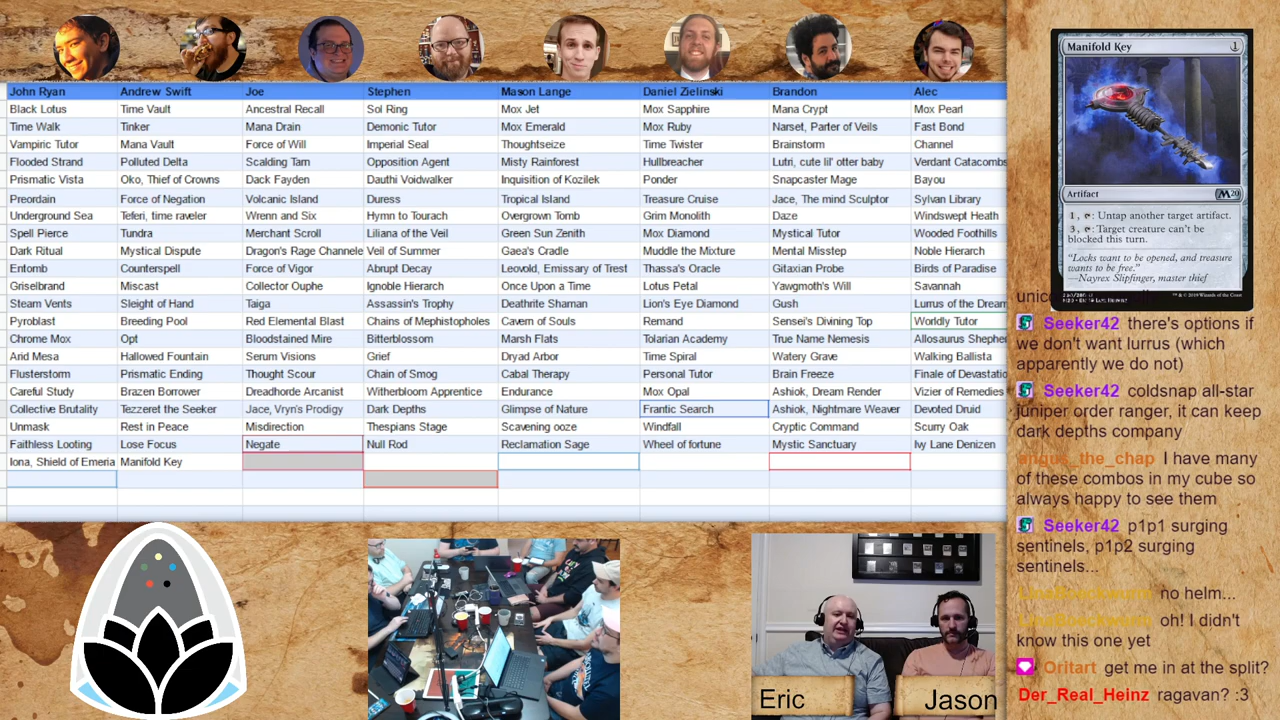 John Ryan Andrew Swift Joe Stephen Mason Lange Daniel Zielinski Brandon Alec
Black Lotus Time Vault Ancestral Recall Sol Ring Mox Jet Mox Sapphire Mana Crypt Mox Pearl
Time Walk Tinker Mana Drain Demonic Tutor Mox Emerald Mox Ruby Narset, Parter of Veils Fast Bond
Vampiric Tutor Mana Vault Force of Will Imperial Seal Thoughtseize Time Twister Brainstorm Channel
Flooded Strand Polluted Delta Scalding Tarn Opposition Agent Misty Rainforest Hullbreacher Lutri, cute lil' otter baby Verdant Catacombs
Prismatic Vista Oko, Thief of Crowns Dack Fayden Dauthi Voidwalker Inquisition of Kozilek Ponder Snapcaster Mage Bayou
Preordain Force of Negation Volcanic Island Duress Tropical Island Treasure Cruise Jace, The mind Sculptor Sylvan Library
Underground Sea Teferi, time raveler Wrenn and Six Hymn to Tourach Overgrown Tomb Grim Monolith Daze Windswept Heath
Spell Pierce Tundra Merchant Scroll Liliana of the Veil Green Sun Zenith Mox Diamond Mystical Tutor Wooded Foothills
Dark Ritual Mystical Dispute Dragon's Rage Channele Veil of Summer Gaea's Cradle Muddle the Mixture Mental Misstep Noble Hierarch
Entomb Counterspell Force of Vigor Abrupt Decay Leovold, Emissary of Trest Thassa's Oracle Gitaxian Probe Birds of Paradise
Griselbrand Miscast Collector Ouphe Ignoble Hierarch Once Upon a Time Lotus Petal Yawgmoth's Will Savannah
Steam Vents Sleight of Hand Taiga Assassin's Trophy Deathrite Shaman Lion's Eye Diamond Gush Lurrus of the Dream
Pyroblast Breeding Pool Red Elemental Blast Chains of Mephistopheles Cavern of Souls Remand Sensei's Divining Top Worldly Tutor
Chrome Mox Opt Bloodstained Mire Bitterblossom Marsh Flats Tolarian Academy True Name Nemesis Allosaurus Shepher
Arid Mesa Hallowed Fountain Serum Visions Grief Dryad Arbor Time Spiral Watery Grave Walking Ballista
Flusterstorm Prismatic Ending Thought Scour Chain of Smog Cabal Therapy Personal Tutor Brain Freeze Finale of Devastatio
Careful Study Brazen Borrower Dreadhorde Arcanist Witherbloom Apprentice Endurance Mox Opal Ashiok, Dream Render Vizier of Remedies
Collective Brutality Tezzeret the Seeker Jace, Vryn's Prodigy Dark Depths Glimpse of Nature Frantic Search Ashiok, Nightmare Weaver Devoted Druid
Unmask Rest in Peace Misdirection Thespians Stage Scavening ooze Windfall Cryptic Command Scurry Oak
Faithless Looting Lose Focus Negate Null Rod Reclamation Sage Wheel of fortune Mystic Sanctuary Ivy Lane Denizen
Iona, Shield of Emeria Manifold Key
Manifold Key 1
Artifact M20
1, T: Untap another target artifact.
3, T: Target creature can't be
blocked this turn.
"Locks want to be opened, and treasure
wants to be free."
—Nayrex Slipfinger, master thief
Seeker42 there's options if
we don't want lurrus (which
apparently we do not)
Seeker42 coldsnap all-star
juniper order ranger, it can keep
dark depths company
angus_the_chap I have many
of these combos in my cube so
always happy to see them
Seeker42 p1p1 surging
sentinels, p1p2 surging
sentinels...
no helm...
oh! I didn't
know this one yet
Oritart get me in at the split?
Der_Real_Heinz ragavan? :3
Eric
Jason